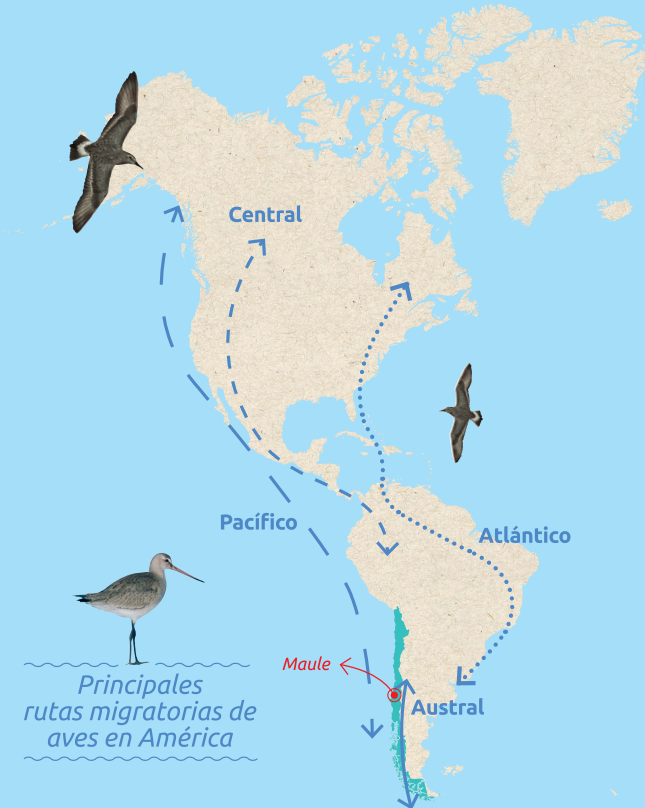 Central
Pacífico
Atlántico
Maule
Austral
Principales
rutas migratorias de
aves en América